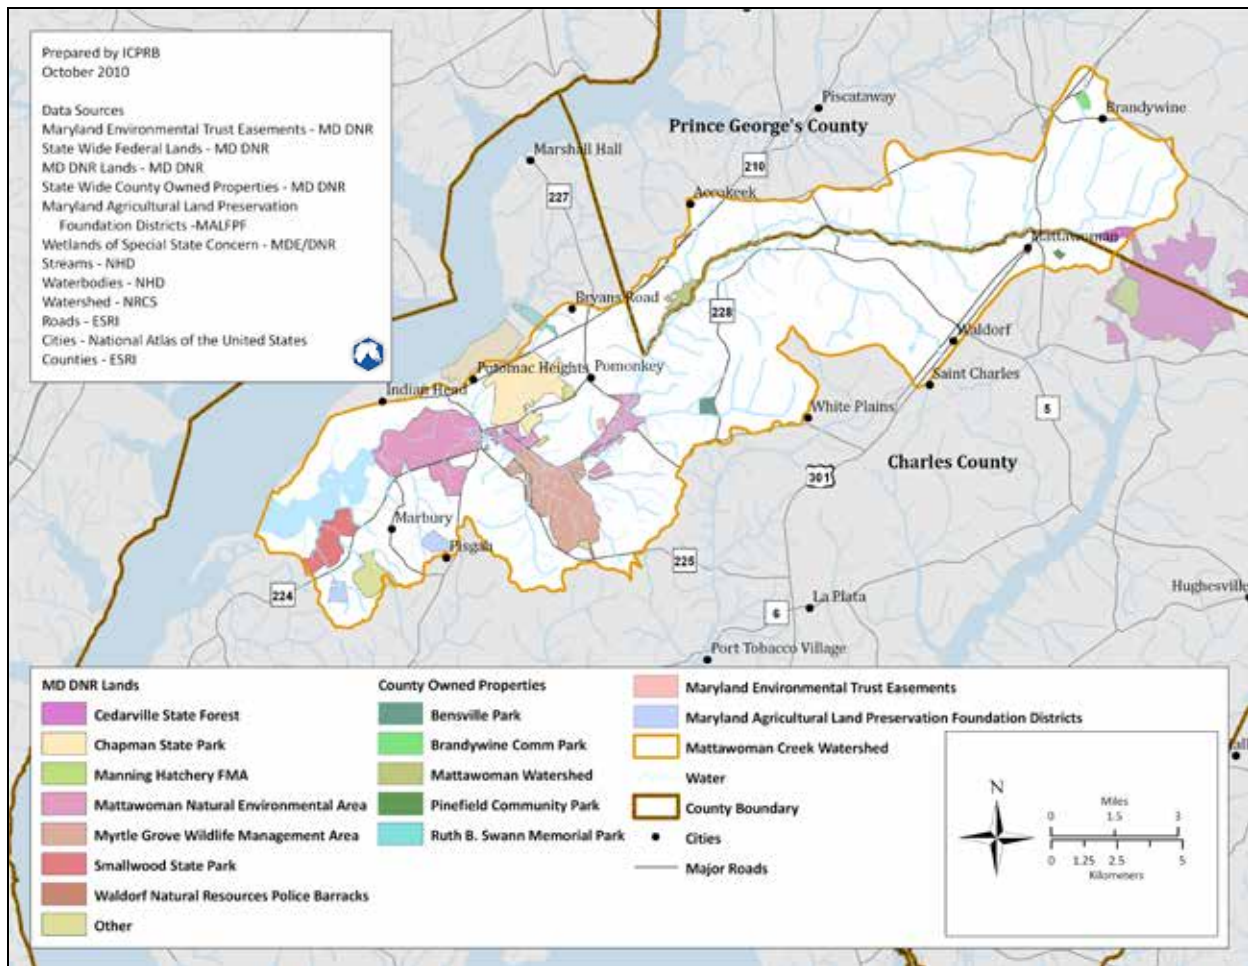 Prepared by ICPRB
October 2010
Data Sources
Maryland Environmental Trust Easements - MD DNR
State Wide Federal Lands - MD DNR
MD DNR Lands - MD DNR
State Wide County Owned Properties - MD DNR
Maryland Agricultural Land Preservation
Foundation Districts -MALFPF
Wetlands of Special State Concern - MDE/DNR
Streams - NHD
Waterbodies - NHD
Watershed - NRCS
Roads - ESRI
Cities - National Atlas of the United States
Counties - ESRI
Piscataway
Brandywine
Prince George's County
Marshall Hall
210
227
Accokeek
Mattawoman
Bryans Road
228
Waldorf
Potomac Heights
Pomonkey
Saint Charles
Indian Head
White Plains
5
Charles County
301
Marbury
Pisgah
225
224
Hughesville
La Plata
6
Port Tobacco Village
MD DNR Lands
Cedarville State Forest
Chapman State Park
Manning Hatchery FMA
Mattawoman Natural Environmental Area
Myrtle Grove Wildlife Management Area
Smallwood State Park
Waldorf Natural Resources Police Barracks
Other
County Owned Properties
Bensville Park
Brandywine Comm Park
Mattawoman Watershed
Pinefield Community Park
Ruth B. Swann Memorial Park
Maryland Environmental Trust Easements
Maryland Agricultural Land Preservation Foundation Districts
Mattawoman Creek Watershed
Water
County Boundary
Cities
Major Roads
N
Miles
0 1.5 3
0 1.25 2.5 5
Kilometers